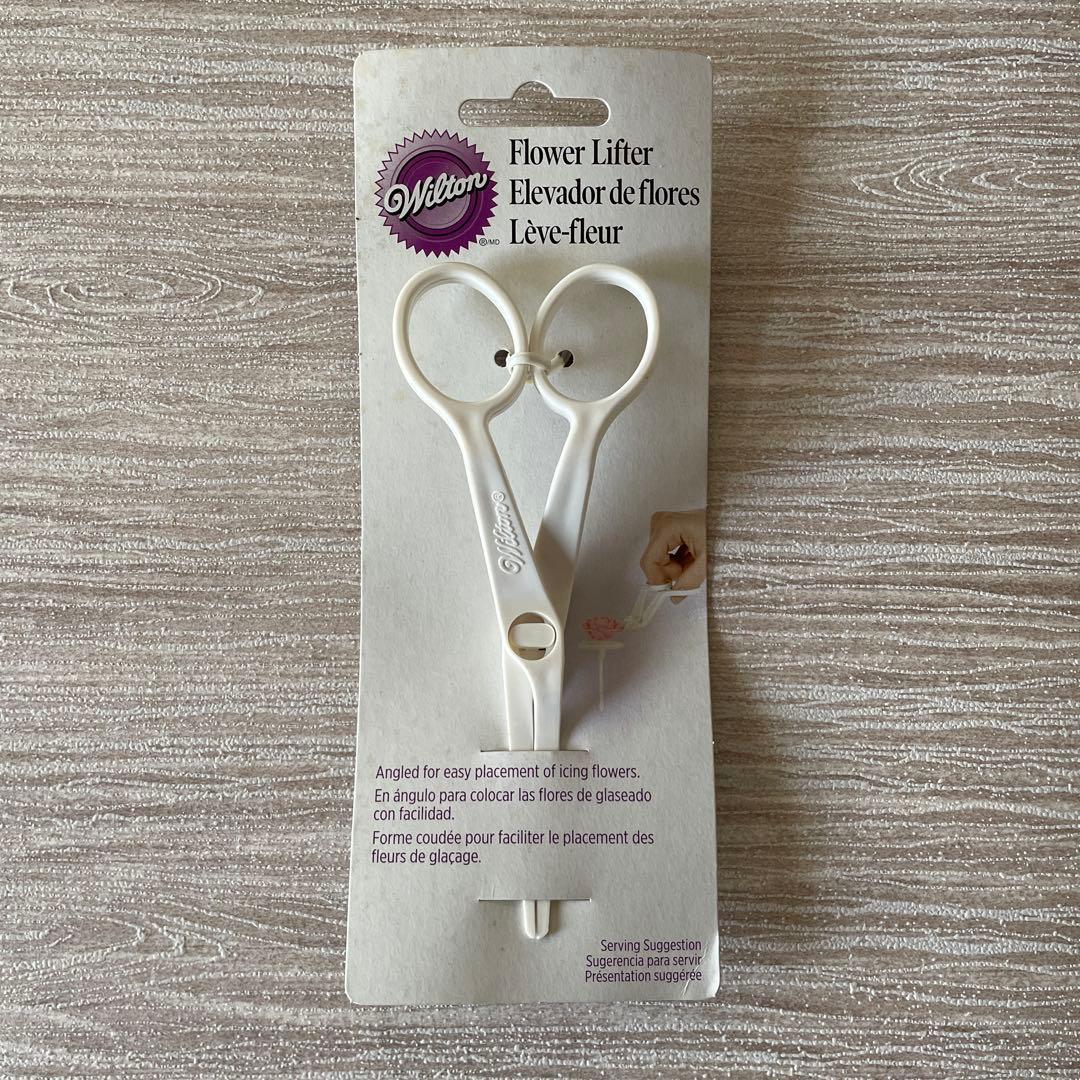 Wilton
®/MD
Flower Lifter
Elevador de flores
Lève-fleur
Wilton®
Angled for easy placement of icing flowers.
En ángulo para colocar las flores de glaseado
con facilidad.
Forme coudée pour faciliter le placement des
fleurs de glaçage.
Serving Suggestion
Sugerencia para servir
Présentation suggérée